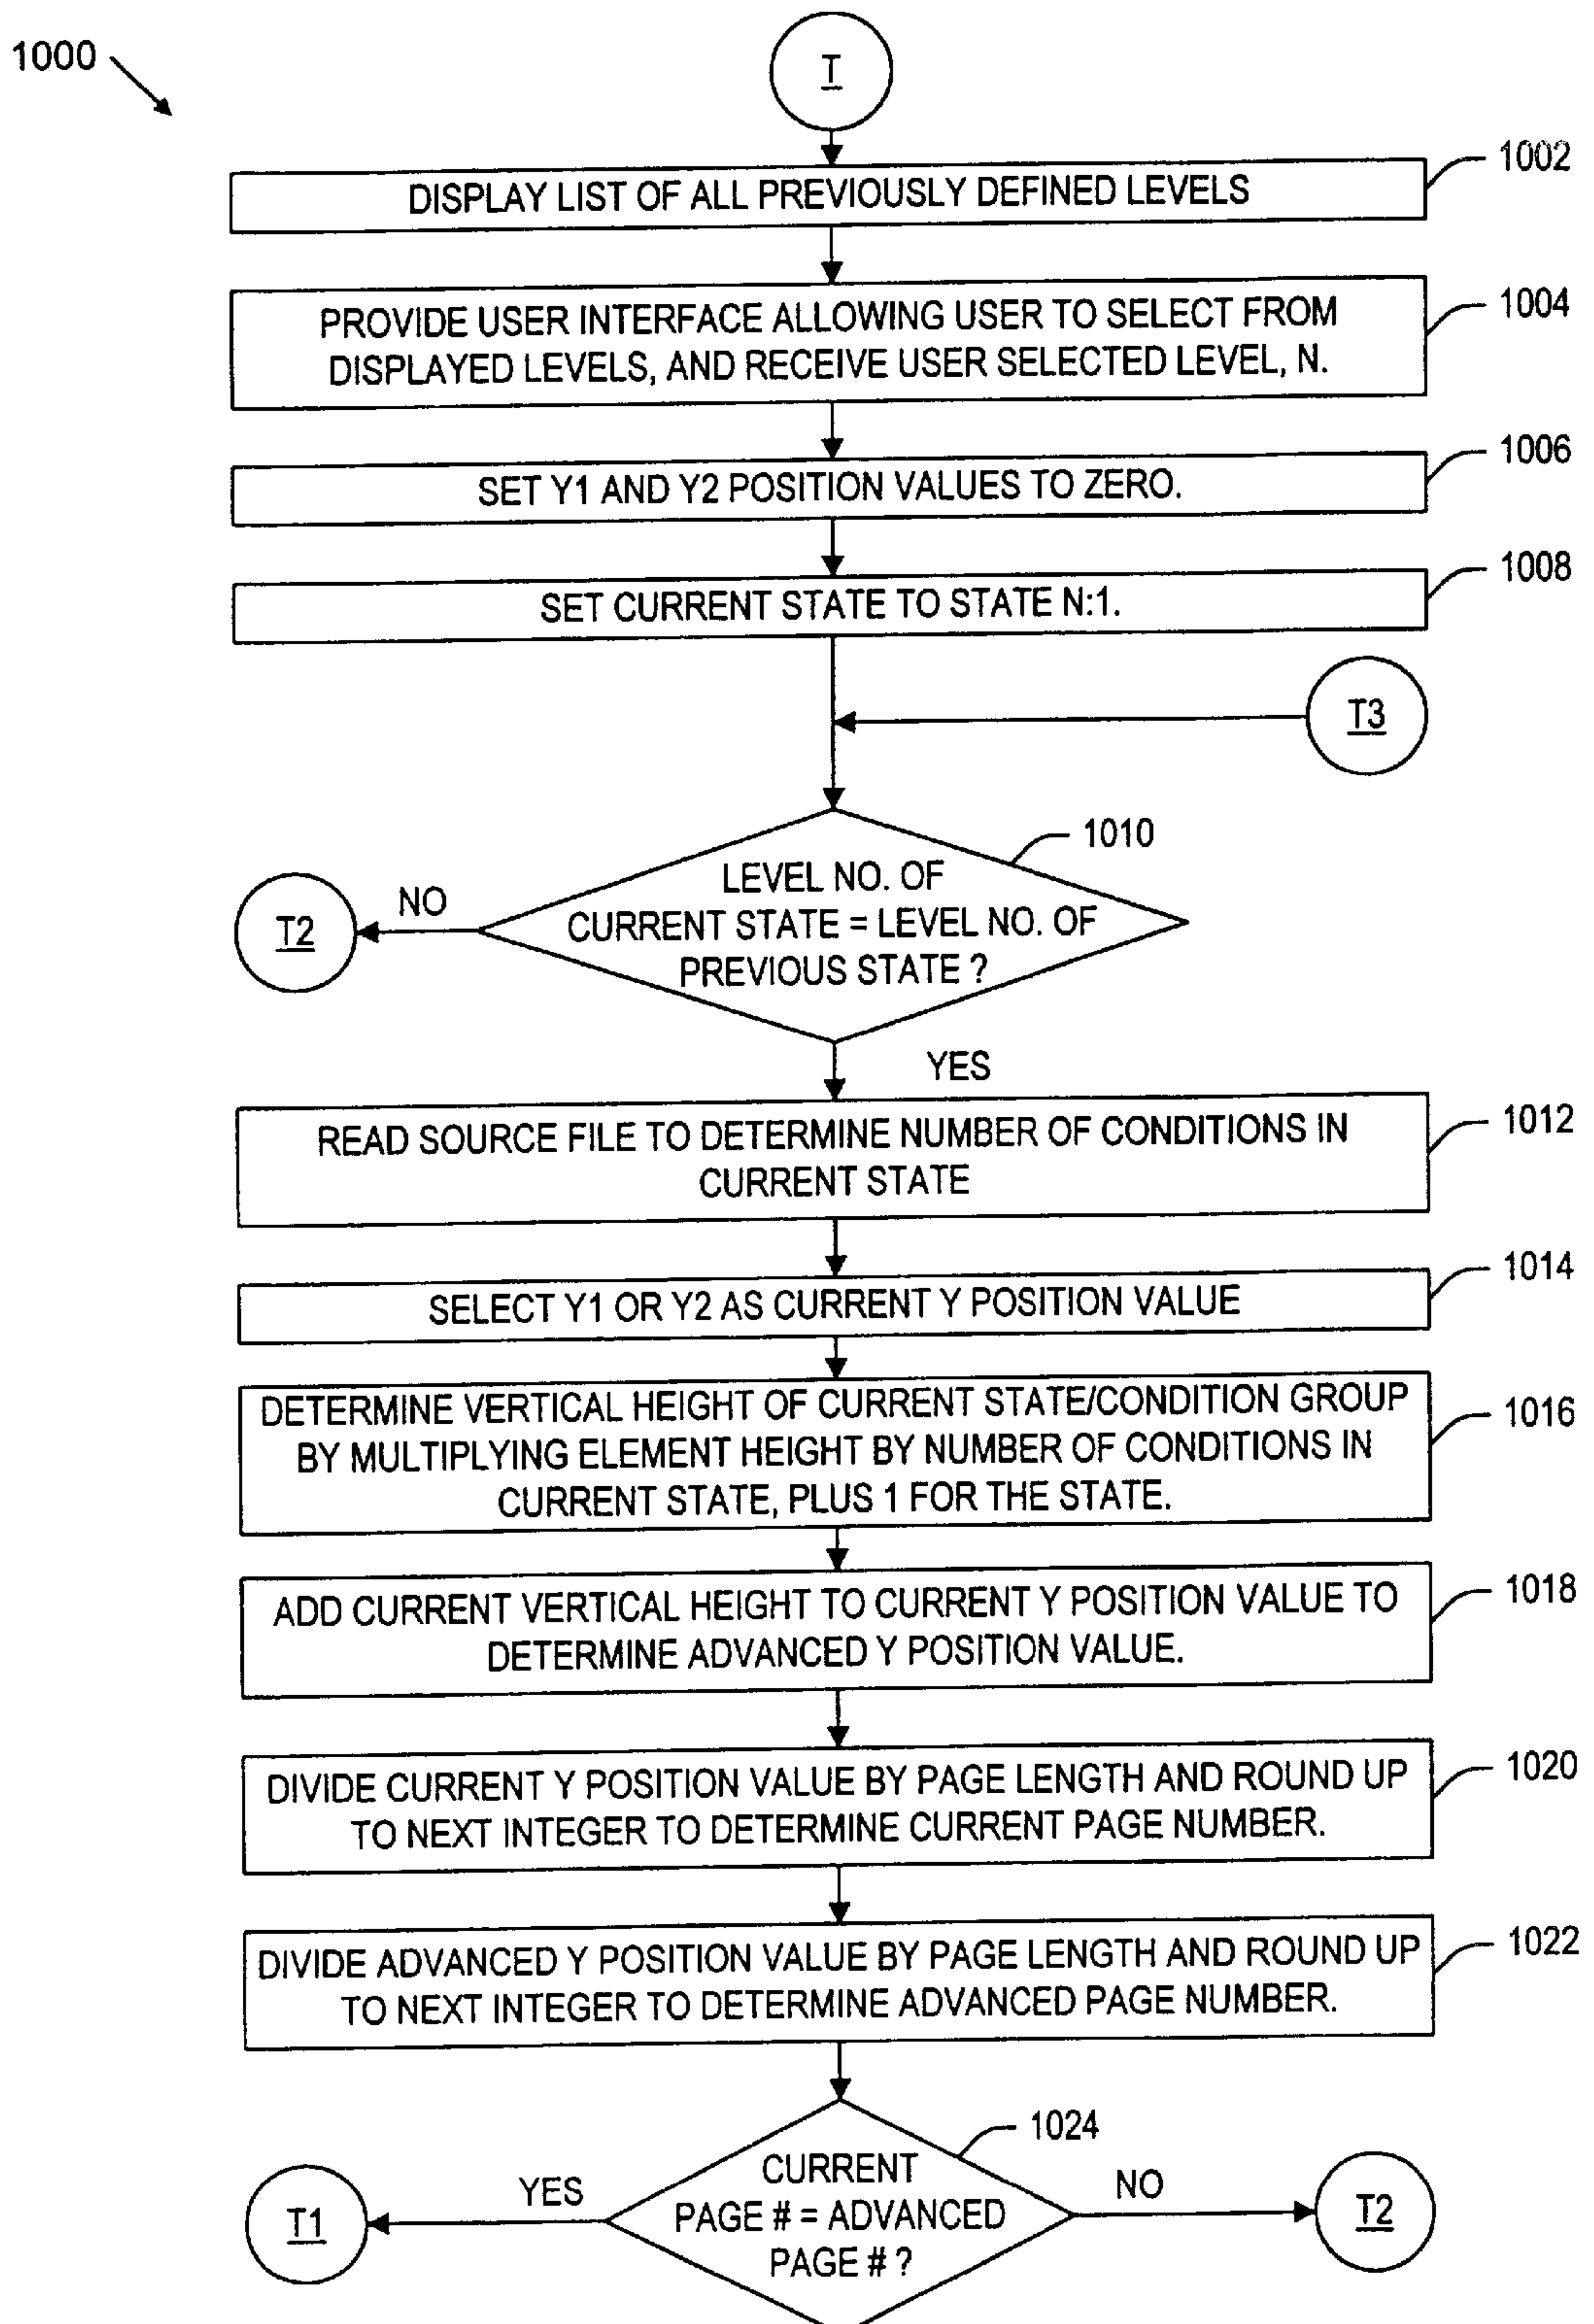 1000
T
DISPLAY LIST OF ALL PREVIOUSLY DEFINED LEVELS
1002
PROVIDE USER INTERFACE ALLOWING USER TO SELECT FROM
DISPLAYED LEVELS, AND RECEIVE USER SELECTED LEVEL, N.
1004
SET Y1 AND Y2 POSITION VALUES TO ZERO.
1006
SET CURRENT STATE TO STATE N:1.
1008
T3
1010
LEVEL NO. OF
CURRENT STATE = LEVEL NO. OF
PREVIOUS STATE ?
NO
T2
YES
READ SOURCE FILE TO DETERMINE NUMBER OF CONDITIONS IN
CURRENT STATE
1012
SELECT Y1 OR Y2 AS CURRENT Y POSITION VALUE
1014
DETERMINE VERTICAL HEIGHT OF CURRENT STATE/CONDITION GROUP
BY MULTIPLYING ELEMENT HEIGHT BY NUMBER OF CONDITIONS IN
CURRENT STATE, PLUS 1 FOR THE STATE.
1016
ADD CURRENT VERTICAL HEIGHT TO CURRENT Y POSITION VALUE TO
DETERMINE ADVANCED Y POSITION VALUE.
1018
DIVIDE CURRENT Y POSITION VALUE BY PAGE LENGTH AND ROUND UP
TO NEXT INTEGER TO DETERMINE CURRENT PAGE NUMBER.
1020
DIVIDE ADVANCED Y POSITION VALUE BY PAGE LENGTH AND ROUND UP
TO NEXT INTEGER TO DETERMINE ADVANCED PAGE NUMBER.
1022
1024
CURRENT
PAGE # = ADVANCED
PAGE # ?
YES
T1
NO
T2